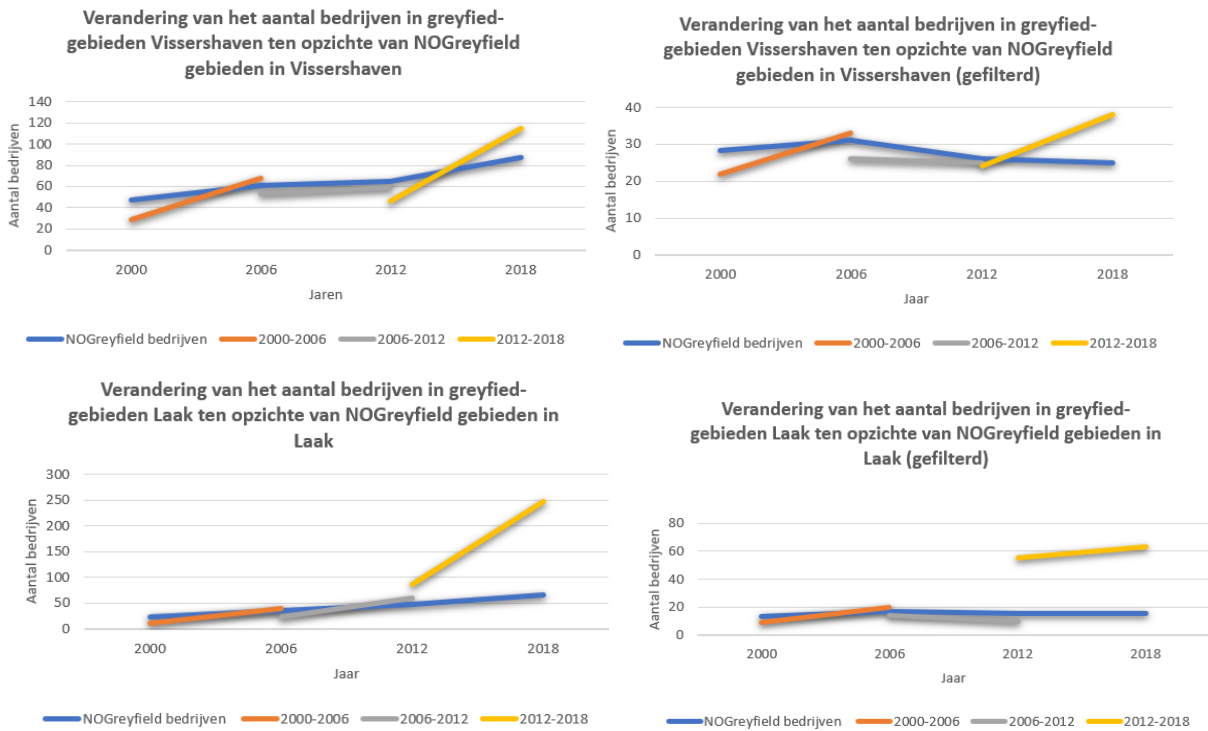 Verandering van het aantal bedrijven in greyfied-
gebieden Vissershaven ten opzichte van NOGreyfield
gebieden in Vissershaven
140
120
100
80
60
40
20
0
Aantal bedrijven
2000 2006 2012 2018
Jaren
NOGreyfield bedrijven 2000-2006 2006-2012 2012-2018
Verandering van het aantal bedrijven in greyfied-
gebieden Vissershaven ten opzichte van NOGreyfield
gebieden in Vissershaven (gefilterd)
40
30
20
10
0
Aantal bedrijven
2000 2006 2012 2018
Jaar
NOGreyfield bedrijven 2000-2006 2006-2012 2012-2018
Verandering van het aantal bedrijven in greyfied-
gebieden Laak ten opzichte van NOGreyfield gebieden in
Laak
300
250
200
150
100
50
0
Aantal bedrijven
2000 2006 2012 2018
Jaar
NOGreyfield bedrijven 2000-2006 2006-2012 2012-2018
Verandering van het aantal bedrijven in greyfied-
gebieden Laak ten opzichte van NOGreyfield gebieden in
Laak (gefilterd)
80
60
40
20
0
Aantal bedrijven
2000 2006 2012 2018
Jaar
NOGreyfield bedrijven 2000-2006 2006-2012 2012-2018